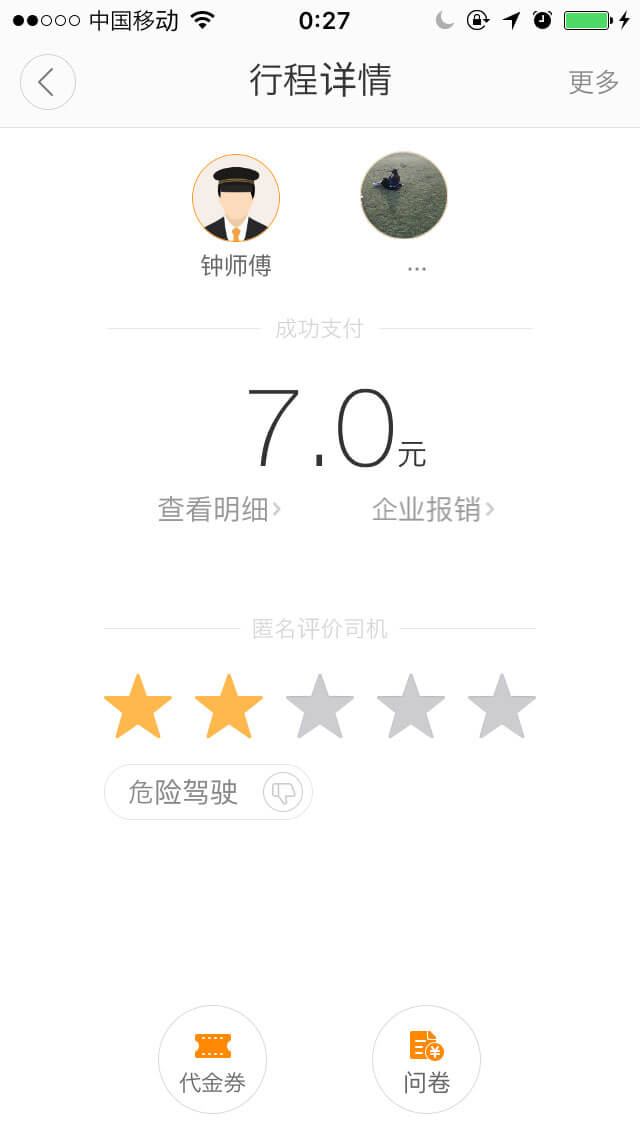 中国移动 0:27
行程详情 更多
钟师傅 ...
成功支付
7.0元
查看明细 企业报销
匿名评价司机
危险驾驶
代金券 问卷